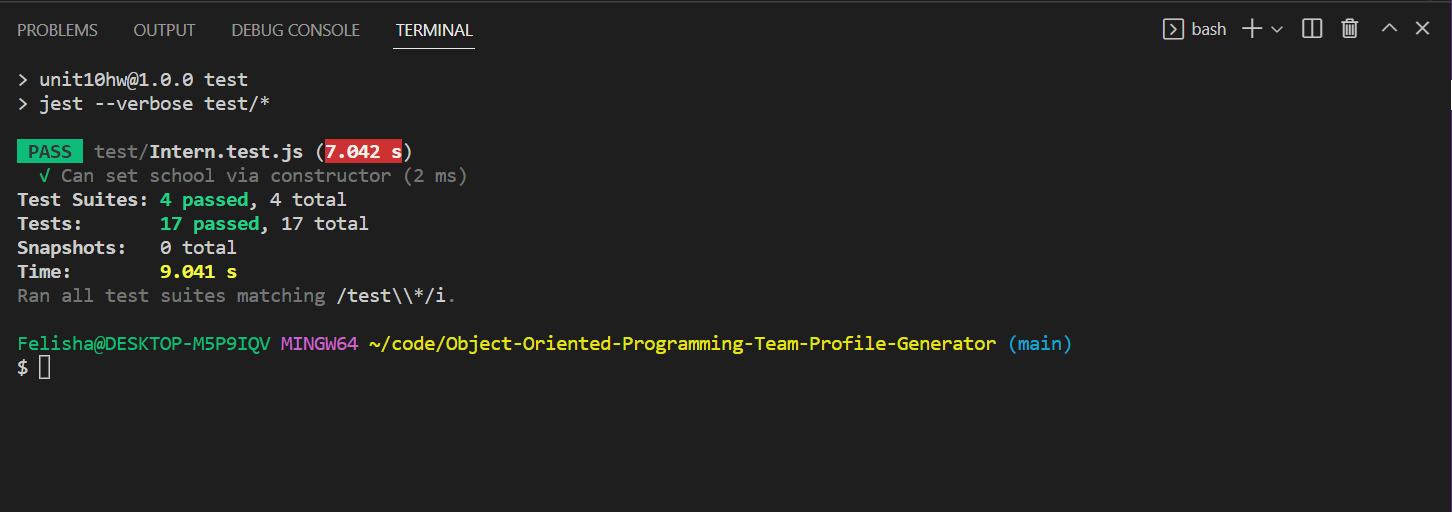 PROBLEMS OUTPUT DEBUG CONSOLE TERMINAL bash
> unit10hw@1.0.0 test
> jest --verbose test/*
PASS test/Intern.test.js (7.042 s)
√ Can set school via constructor (2 ms)
Test Suites: 4 passed, 4 total
Tests: 17 passed, 17 total
Snapshots: 0 total
Time: 9.041 s
Ran all test suites matching /test\\*/i.
Felisha@DESKTOP-M5P9IQV MINGW64 ~/code/Object-Oriented-Programming-Team-Profile-Generator (main)
$